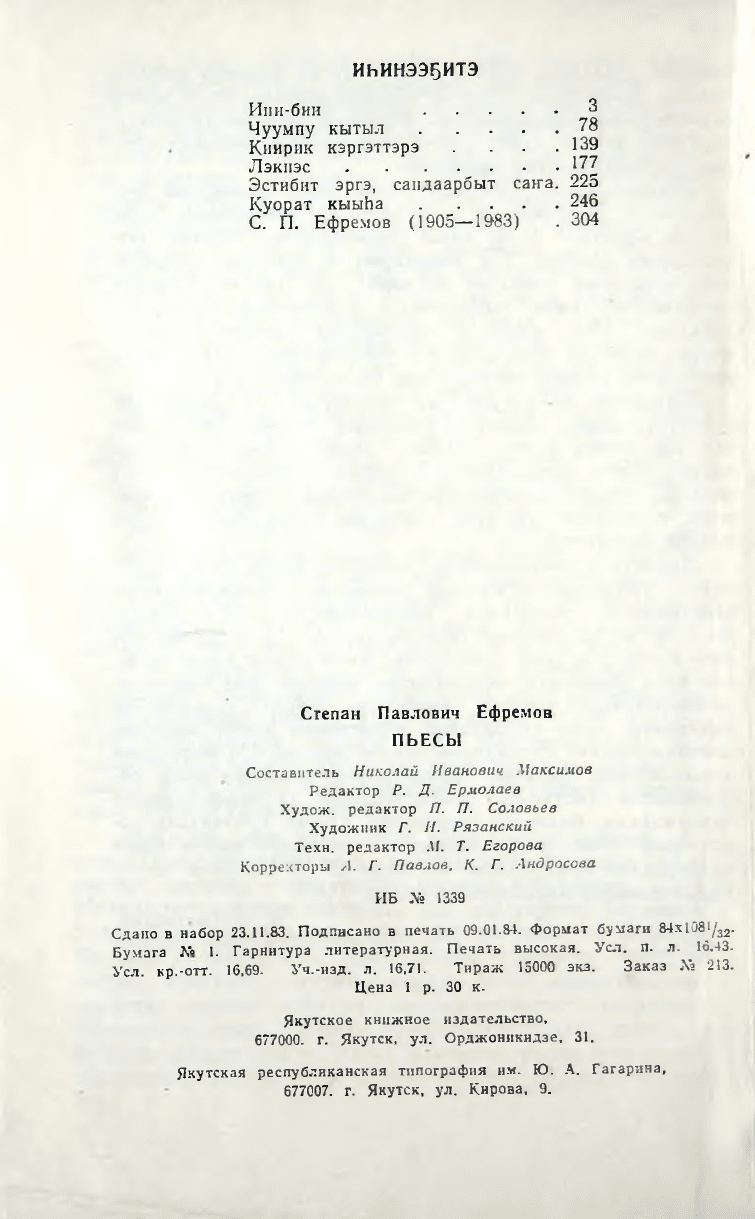 ИҺИНЭЭҔИТЭ
Ини-бии . . . . . 3
Чуумпу кытыл . . . . . 78
Киирик кэргэттэрэ . . . . 139
Лэкиэс . . . . . . . 177
Эстибит эргэ, сандаарбыт саҥа. 225
Куорат кыыһа . . . . . 246
С. П. Ефремов (1905—1983) . 304
Степан Павлович Ефремов
ПЬЕСЫ
Составитель Николай Иванович Максимов
Редактор Р. Д. Ермолаев
Худож. редактор П. П. Соловьев
Художник Г. Н. Рязанский
Техн. редактор М. Т. Егорова
Корректоры А. Г. Павлов, К. Г. Андросова
ИБ № 1339
Сдано в набор 23.11.83. Подписано в печать 09.01.84. Формат бумаги 84х108¹/₃₂.
Бумага № 1. Гарнитура литературная. Печать высокая. Усл. п. л. 16.43.
Усл. кр.-отт. 16,69. Уч.-изд. л. 16,71. Тираж 15000 экз. Заказ № 213.
Цена 1 р. 30 к.
Якутское книжное издательство,
677000. г. Якутск, ул. Орджоникидзе, 31.
Якутская республиканская типография им. Ю. А. Гагарина,
677007. г. Якутск, ул. Кирова, 9.